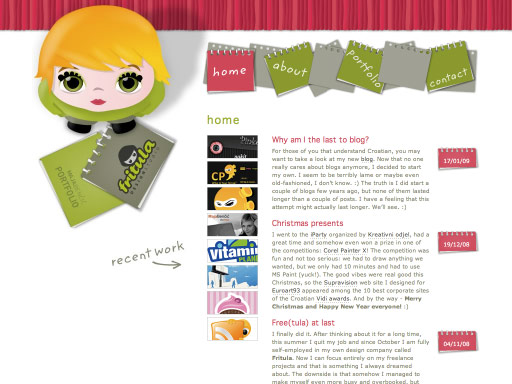 home
about
portfolio
contact
PORTFOLIO
fritula
recent work
home
Why am I the last to blog?
For those of you that understand Croatian, you may
want to take a look at my new blog. Now that no one
really cares about blogs anymore, I decided to start
my own. I seem to be terribly lame or maybe even
old-fashioned, I don't know. :) The truth is I did start a
couple of blogs few years ago, but none of them lasted
longer than a couple of posts. I have a feeling that this
attempt might actually last longer. We'll see. :)
17/01/09
Christmas presents
I went to the iParty organized by Kreativni odjel, had a
great time and somehow even won a prize in one of
the competitions: Corel Painter X! The competition was
fun and not too serious: we had to draw anything we
wanted, but we only had 10 minutes and had to use
MS Paint (yuck!). The good vibes were real good this
Christmas, so the Supravision web site I designed for
Euroart93 appeared among the 10 best corporate sites
of the Croatian Vidi awards. And by the way - Merry
Christmas and Happy New Year everyone! :)
19/12/08
Free(tula) at last
I finally did it. After thinking about it for a long time,
this summer I quit my job and since October I am fully
self-employed in my own design company called
Fritula. Now I can focus entirely on my freelance
projects and that is something I always dreamed
about. The downside is that somehow I managed to
make myself even more busy and overbooked, but
04/11/08
CP
vitamin